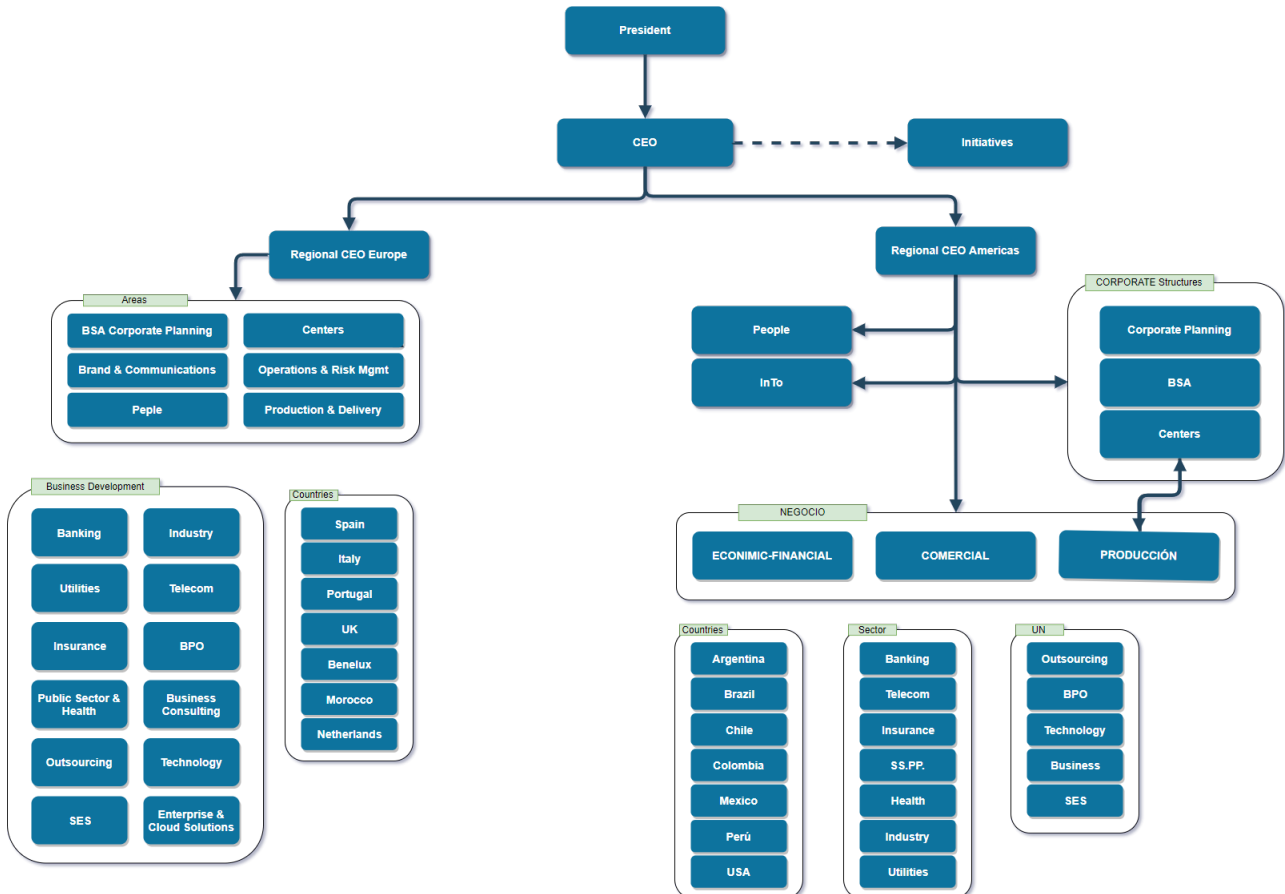 President
CEO
Initiatives
Regional CEO Europe
Regional CEO Americas
Areas
BSA Corporate Planning
Centers
Brand & Communications
Operations & Risk Mgmt
Peple
Production & Delivery
People
InTo
CORPORATE Structures
Corporate Planning
BSA
Centers
Business Development
Banking
Industry
Utilities
Telecom
Insurance
BPO
Public Sector &
Health
Business
Consulting
Outsourcing
Technology
SES
Enterprise &
Cloud Solutions
Countries
Spain
Italy
Portugal
UK
Benelux
Morocco
Netherlands
NEGOCIO
ECONIMIC-FINANCIAL
COMERCIAL
PRODUCCIÓN
Countries
Argentina
Brazil
Chile
Colombia
Mexico
Perú
USA
Sector
Banking
Telecom
Insurance
SS.PP.
Health
Industry
Utilities
UN
Outsourcing
BPO
Technology
Business
SES